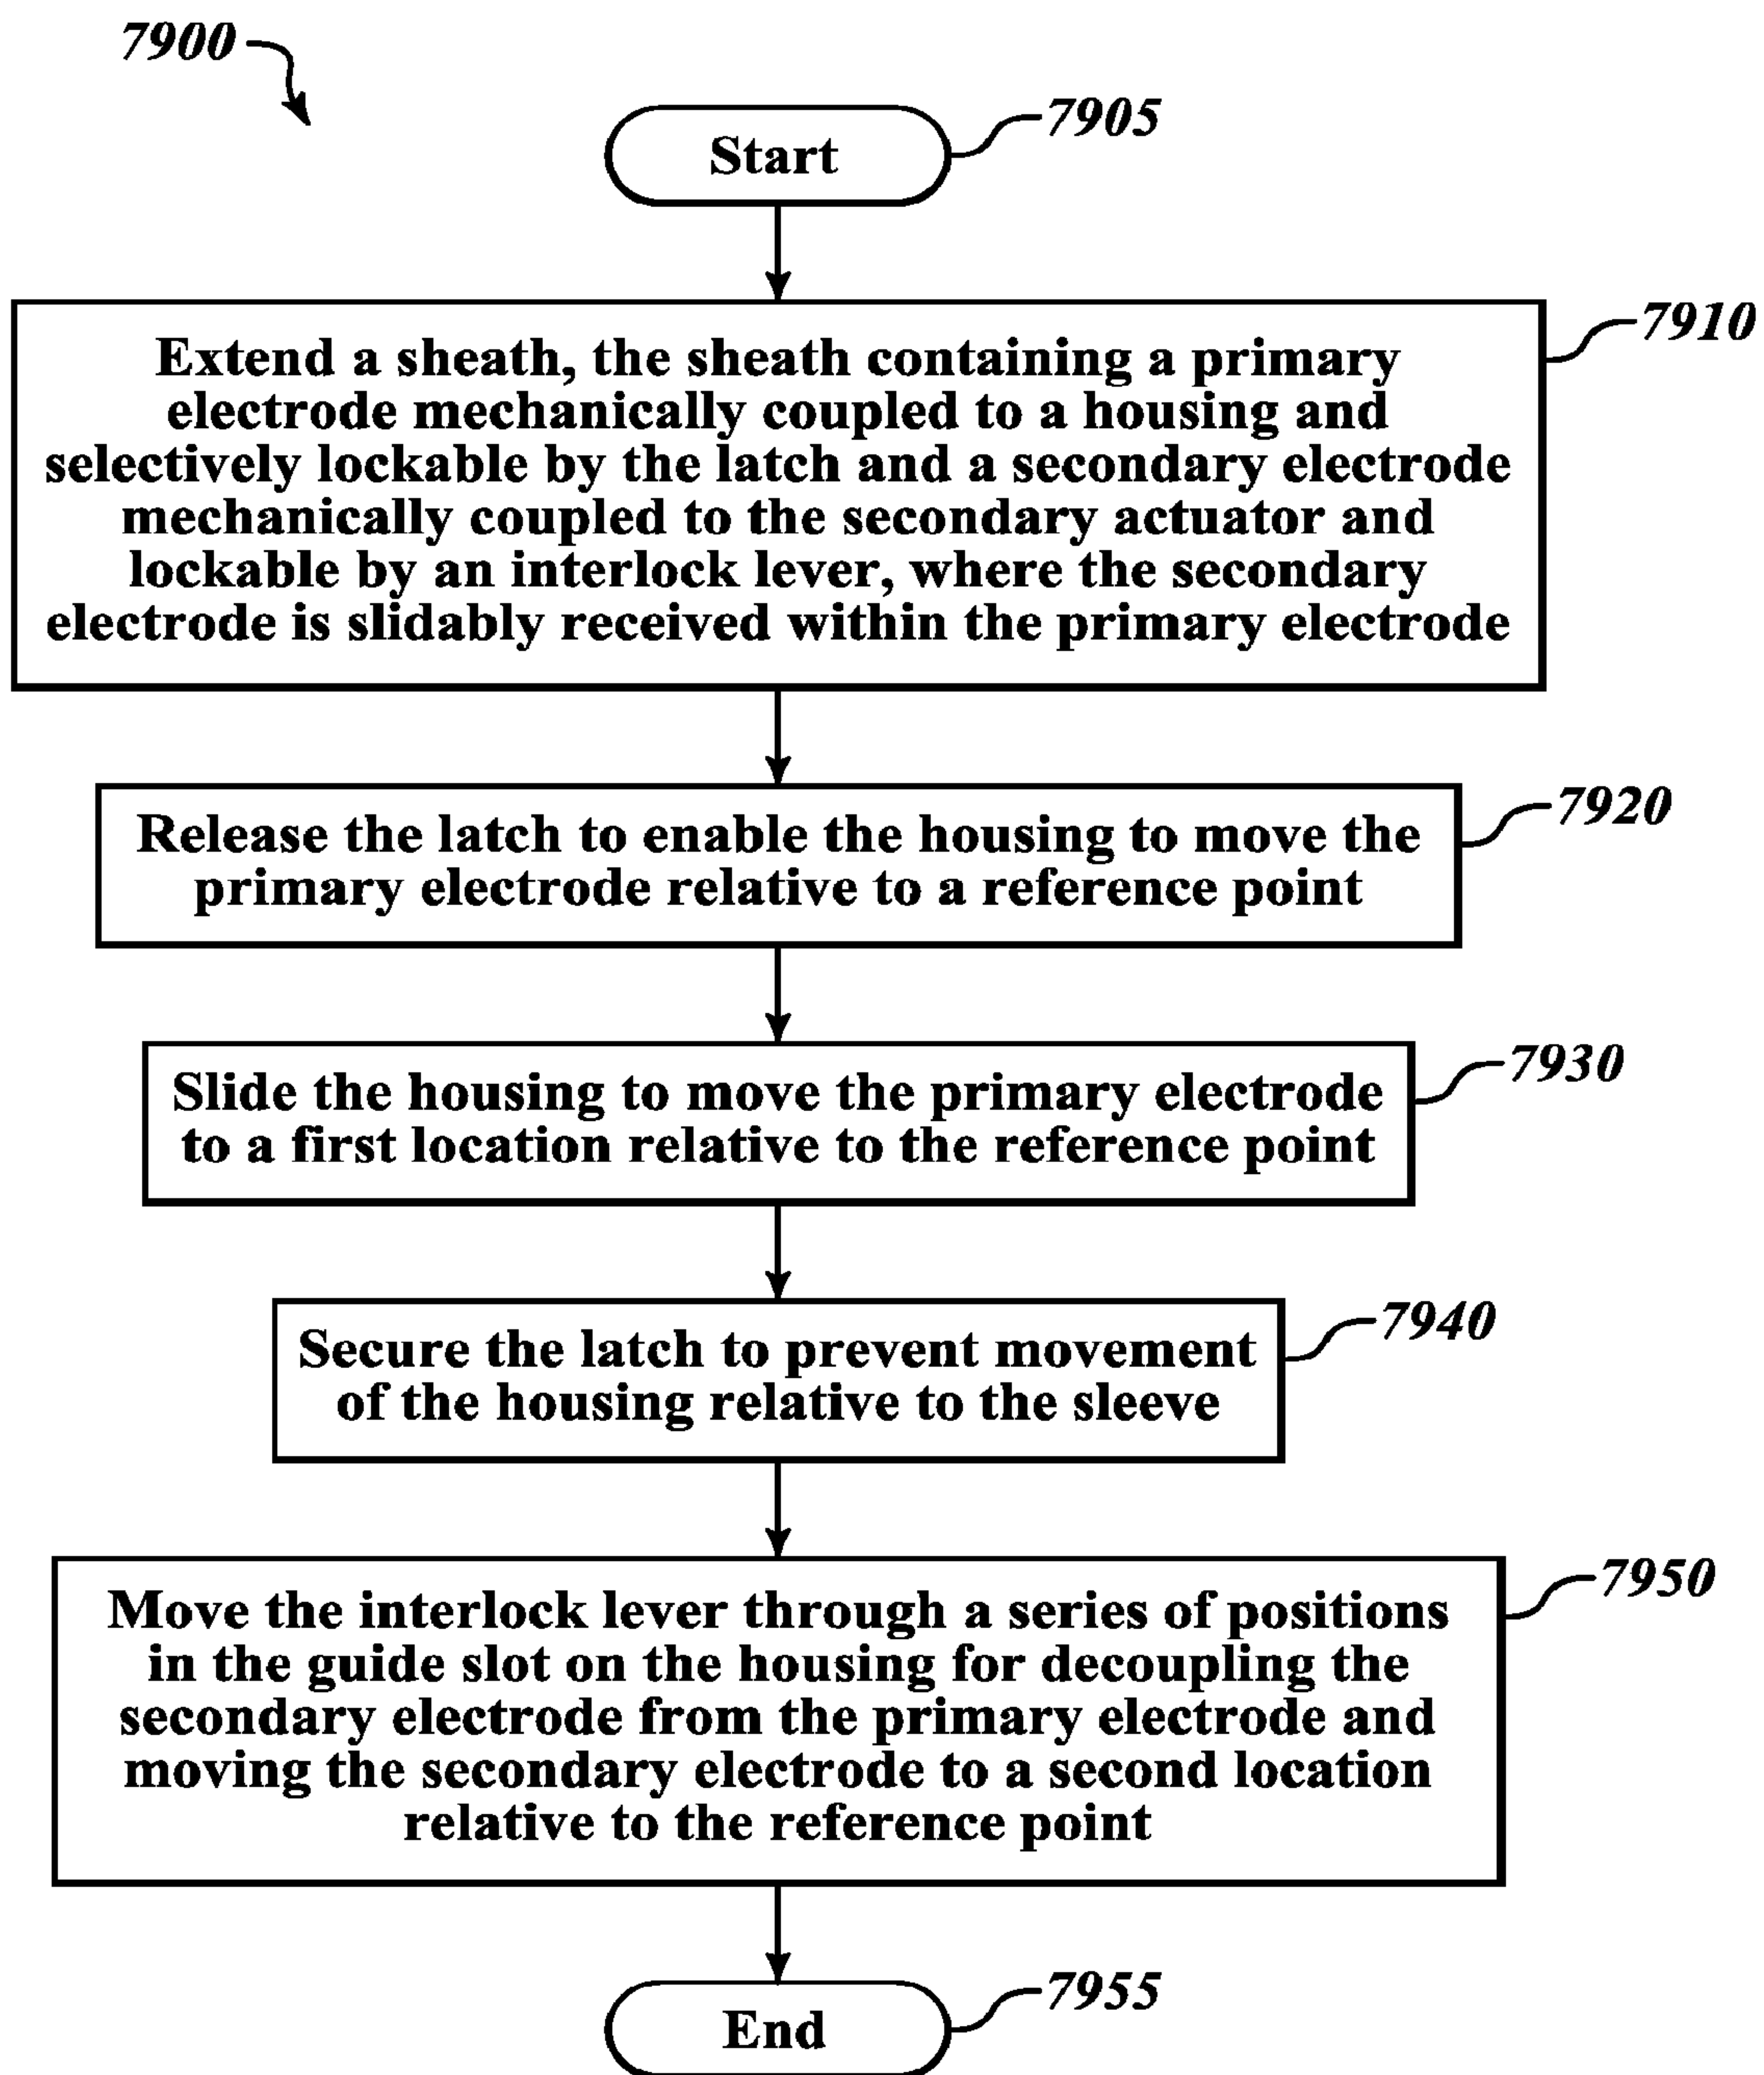 7900
Start
7905
Extend a sheath, the sheath containing a primary
electrode mechanically coupled to a housing and
selectively lockable by the latch and a secondary electrode
mechanically coupled to the secondary actuator and
lockable by an interlock lever, where the secondary
electrode is slidably received within the primary electrode
7910
Release the latch to enable the housing to move the
primary electrode relative to a reference point
7920
Slide the housing to move the primary electrode
to a first location relative to the reference point
7930
Secure the latch to prevent movement
of the housing relative to the sleeve
7940
Move the interlock lever through a series of positions
in the guide slot on the housing for decoupling the
secondary electrode from the primary electrode and
moving the secondary electrode to a second location
relative to the reference point
7950
End
7955